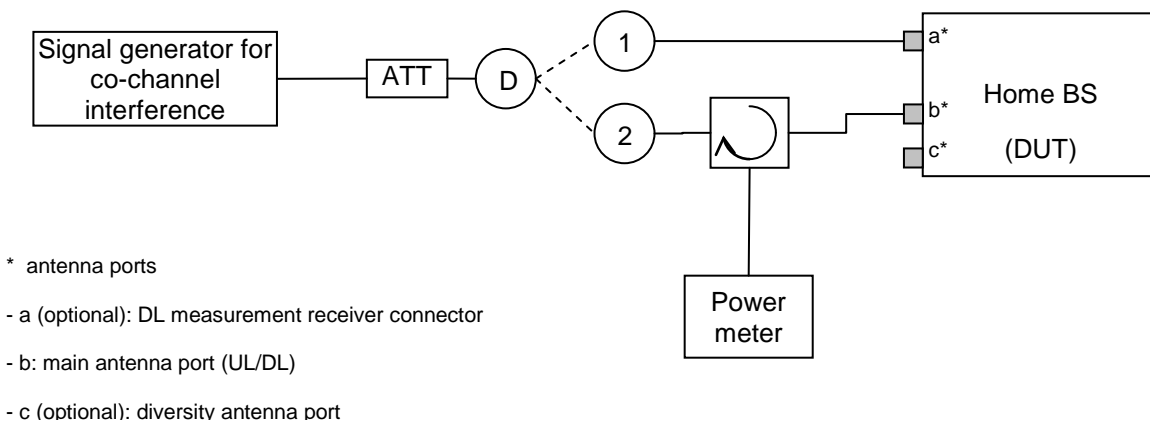 Signal generator for
co-channel
interference
ATT
D
1
2
a*
b*
c*
Home BS
(DUT)
Power
meter
* antenna ports
- a (optional): DL measurement receiver connector
- b: main antenna port (UL/DL)
- c (optional): diversity antenna port